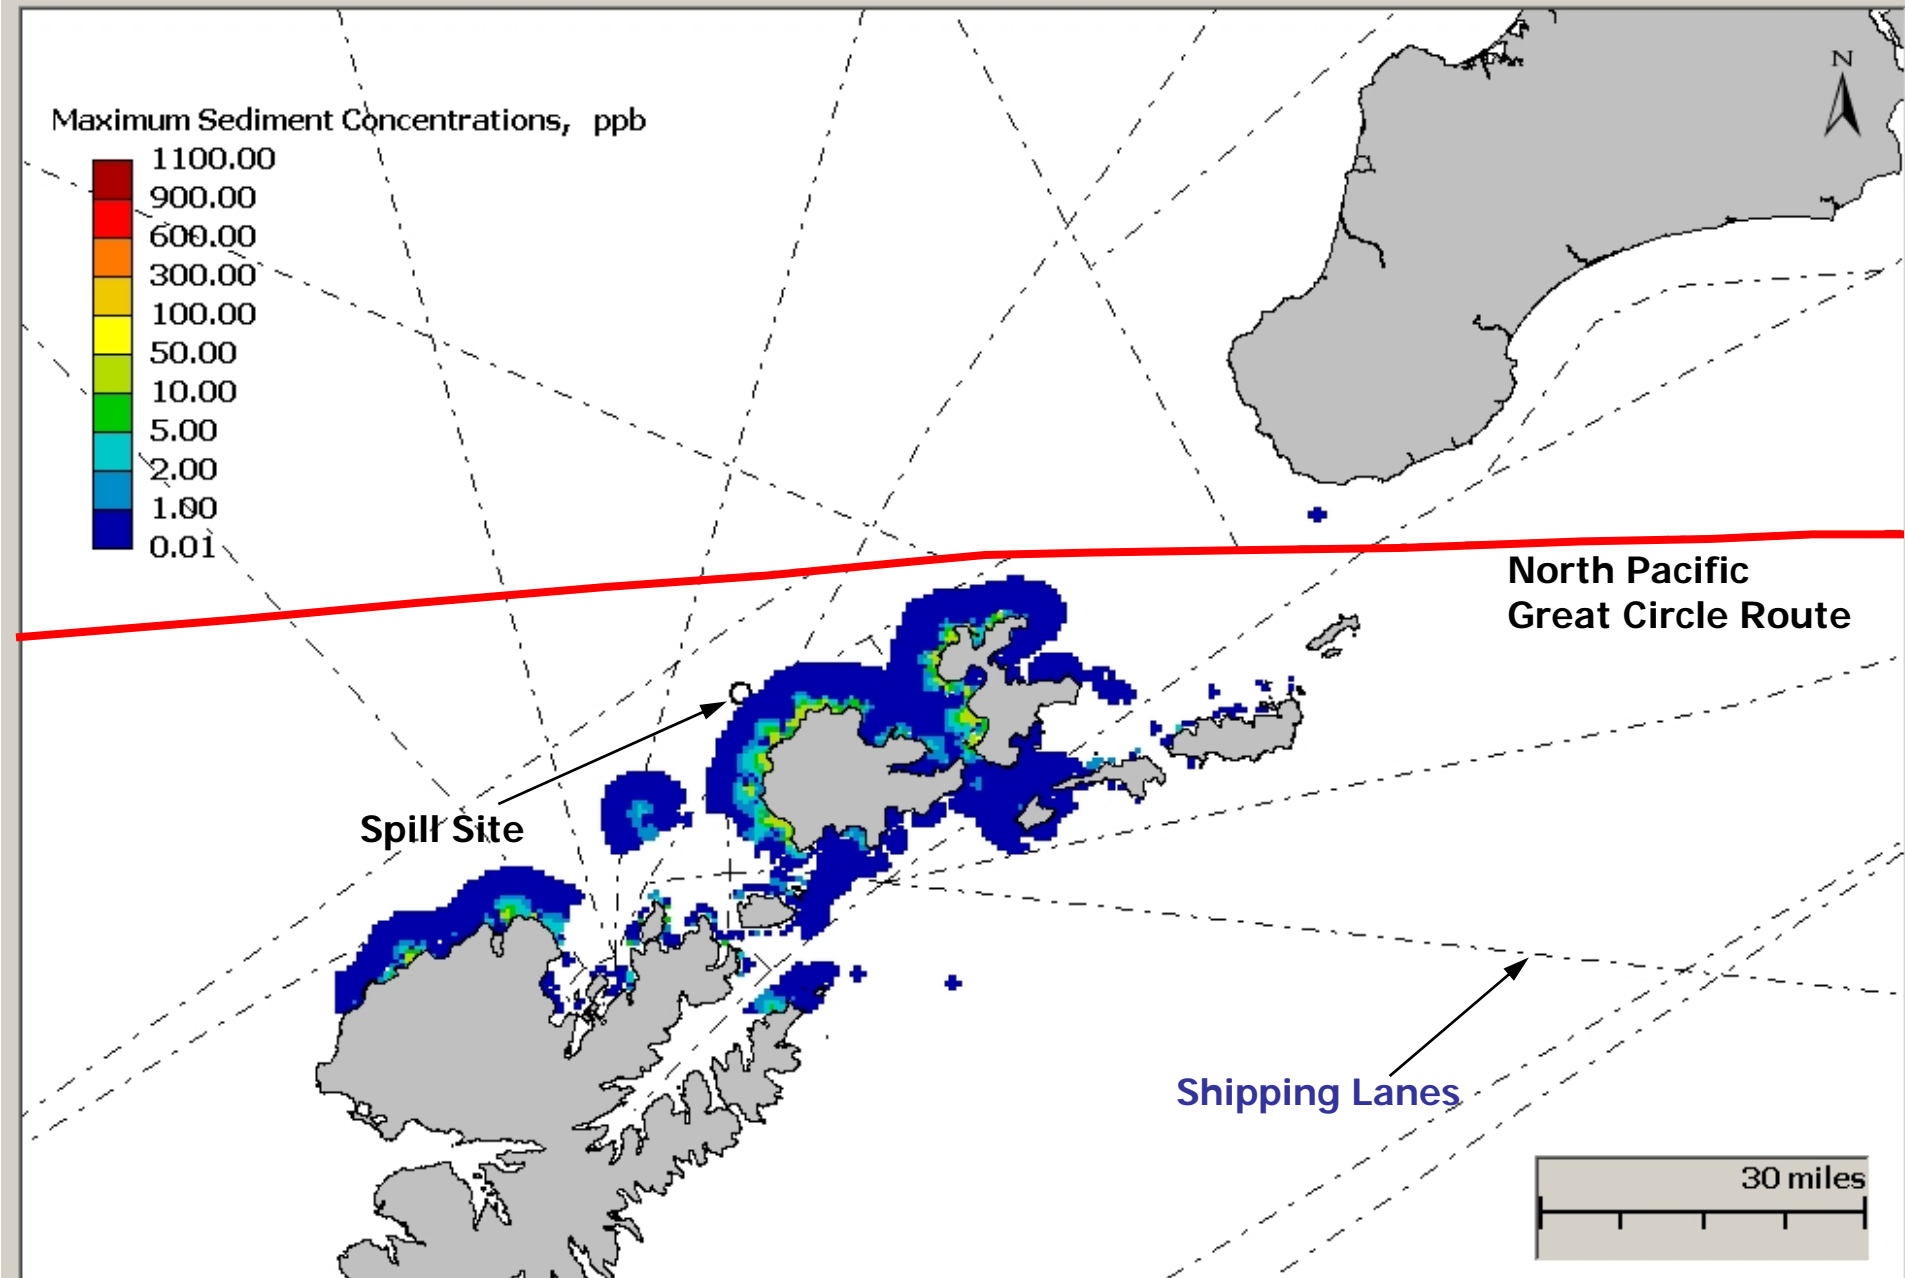 N
Maximum Sediment Concentrations, ppb
1100.00
900.00
600.00
300.00
100.00
50.00
10.00
5.00
2.00
1.00
0.01
North Pacific
Great Circle Route
Spill Site
Shipping Lanes
30 miles